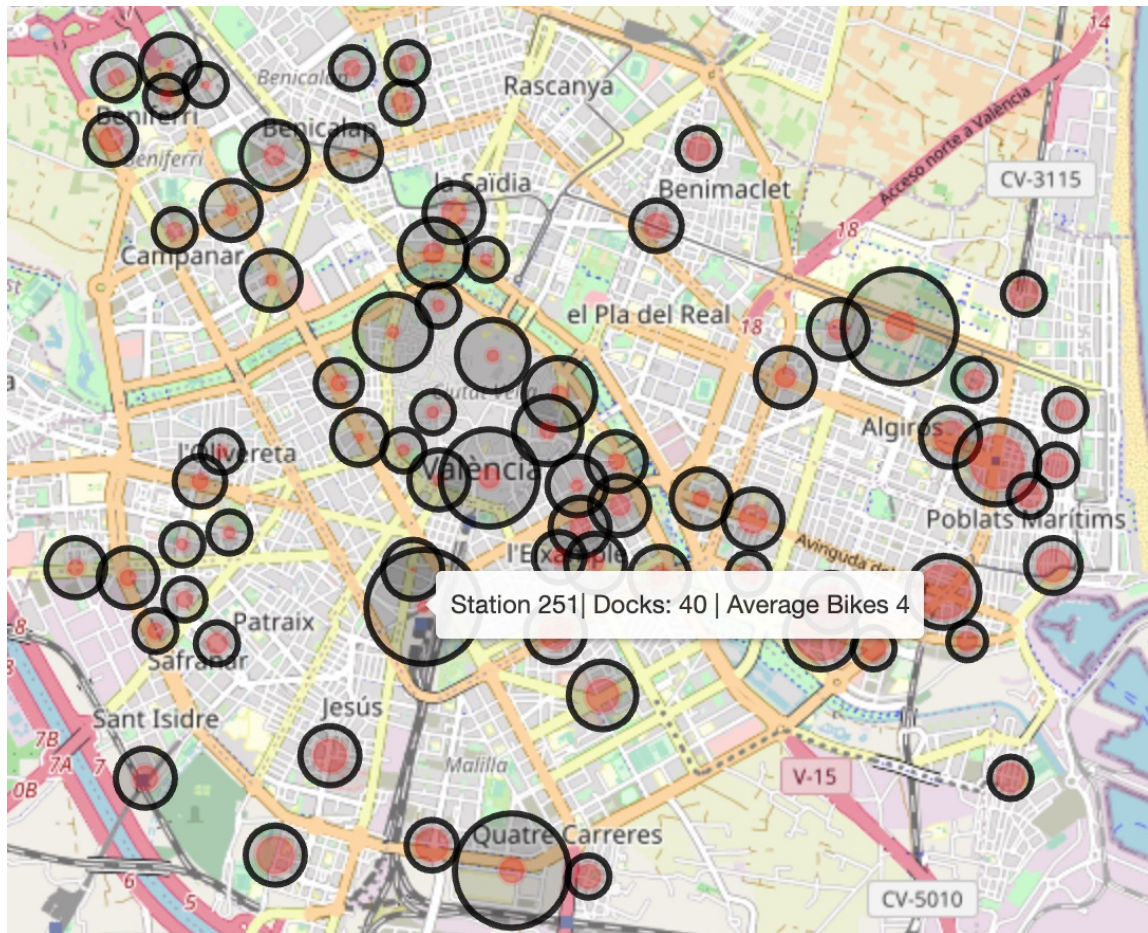 14
Benicalap
Rascanya
Beniferri
Benicalap
Beniferri
Acceso norte a València
CV-3115
la Saïdia
Benimaclet
18
Campanar
el Pla del Real
18
Ciutat Vella
Algirós
l'Olivereta
València
Poblats Marítims
l'Eixample
Avinguda del
Station 251| Docks: 40 | Average Bikes 4
8
Patraix
Safranar
Sant Isidre
Jesús
7B
7A
7
Malilla
V-15
0B
Quatre Carreres
6
5
CV-5010